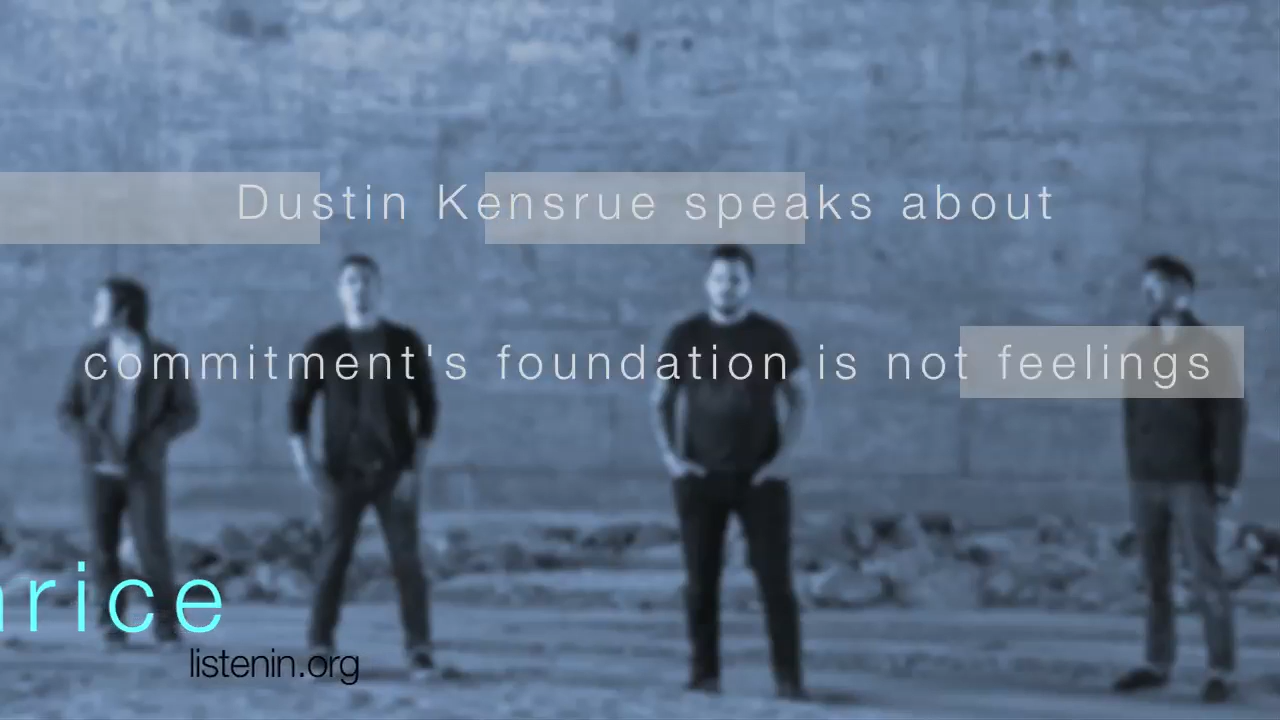 Dustin Kensrue speaks about
commitment's foundation is not feelings
rice
listenin.org